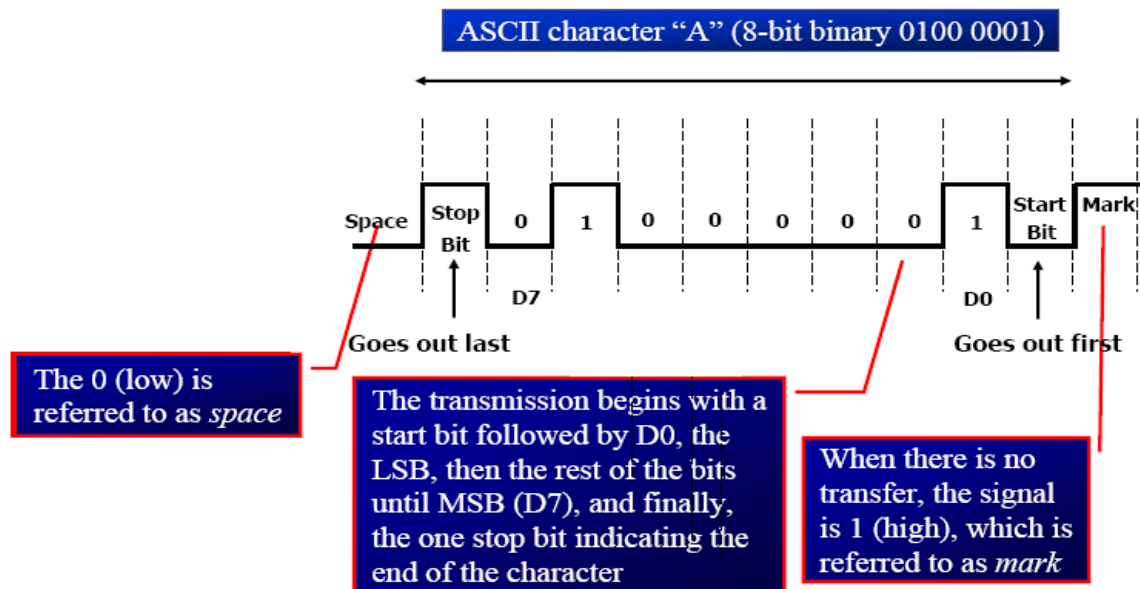 ASCII character “A” (8-bit binary 0100 0001)
Space
Stop
Bit
0
1
0
0
0
0
0
1
Start
Bit
Mark
D7
D0
Goes out last
Goes out first
The 0 (low) is
referred to as space
The transmission begins with a
start bit followed by D0, the
LSB, then the rest of the bits
until MSB (D7), and finally,
the one stop bit indicating the
end of the character
When there is no
transfer, the signal
is 1 (high), which is
referred to as mark